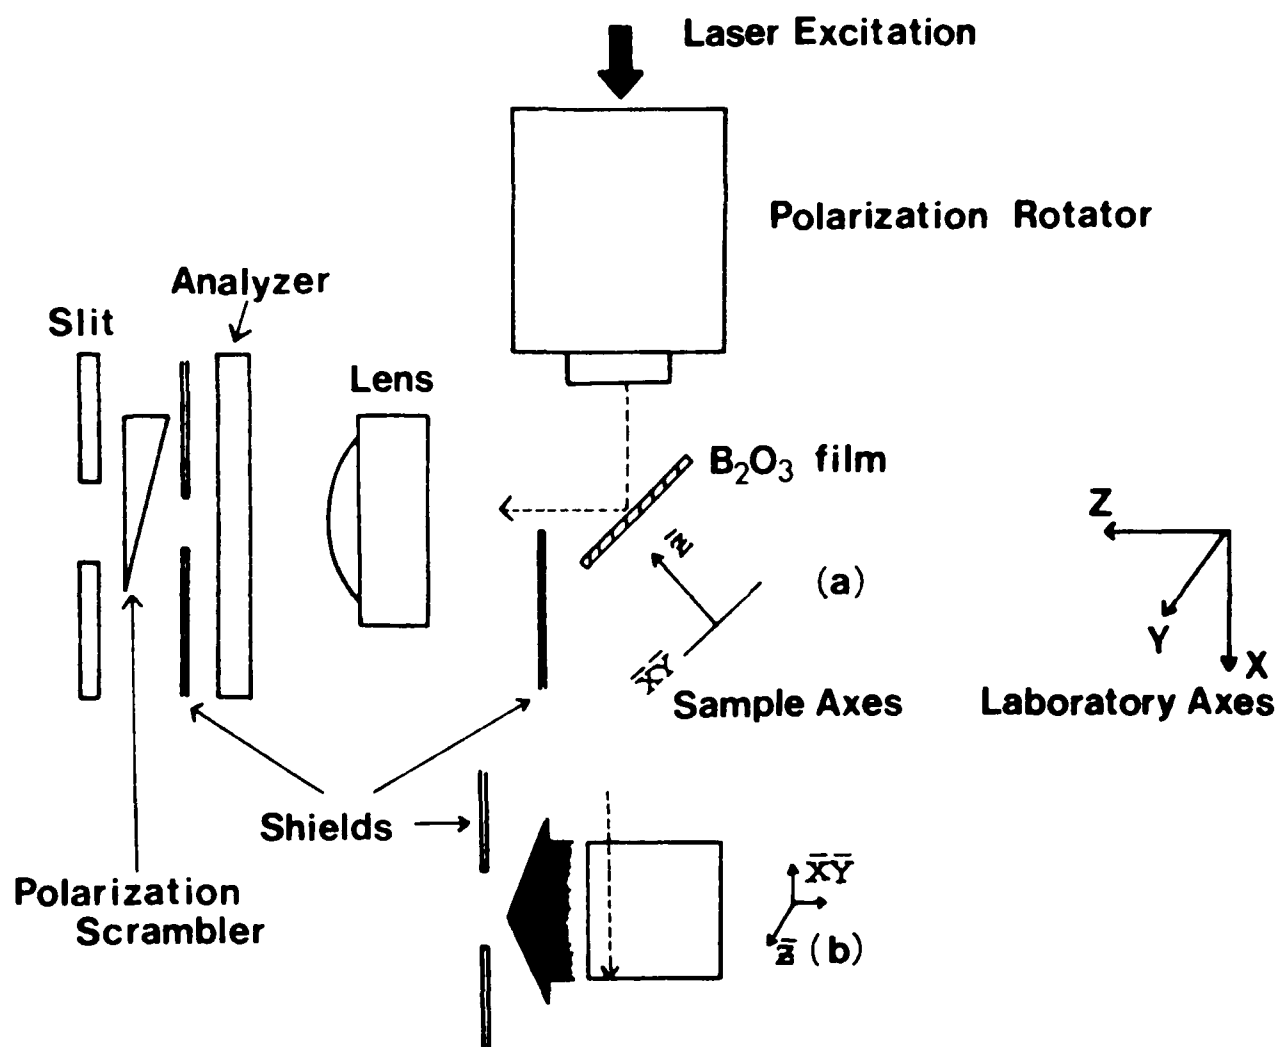 Laser Excitation
Polarization Rotator
Analyzer
Slit
Lens
B₂O₃ film
z̄
(a)
X̄Ȳ
Sample Axes
Z
Y
X
Laboratory Axes
Shields
X̄Ȳ
z̄ (b)
Polarization
Scrambler